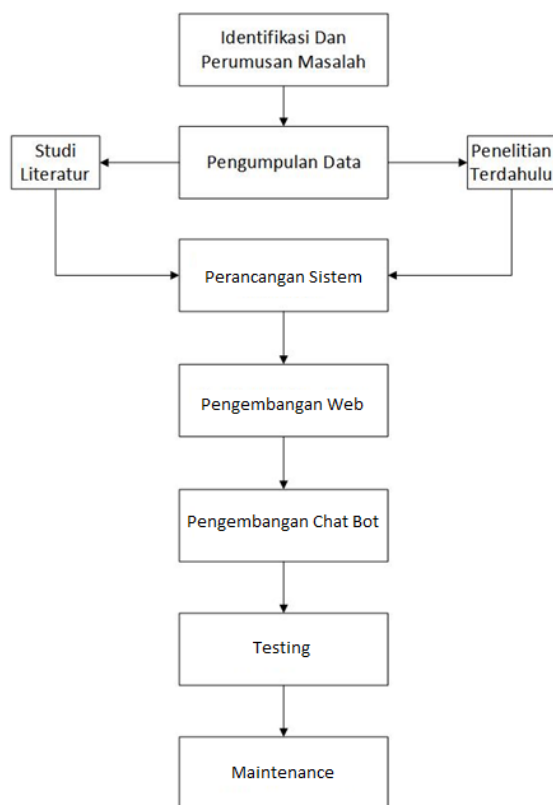 Identifikasi Dan
Perumusan Masalah
Studi
Literatur
Pengumpulan Data
Penelitian
Terdahulu
Perancangan Sistem
Pengembangan Web
Pengembangan Chat Bot
Testing
Maintenance